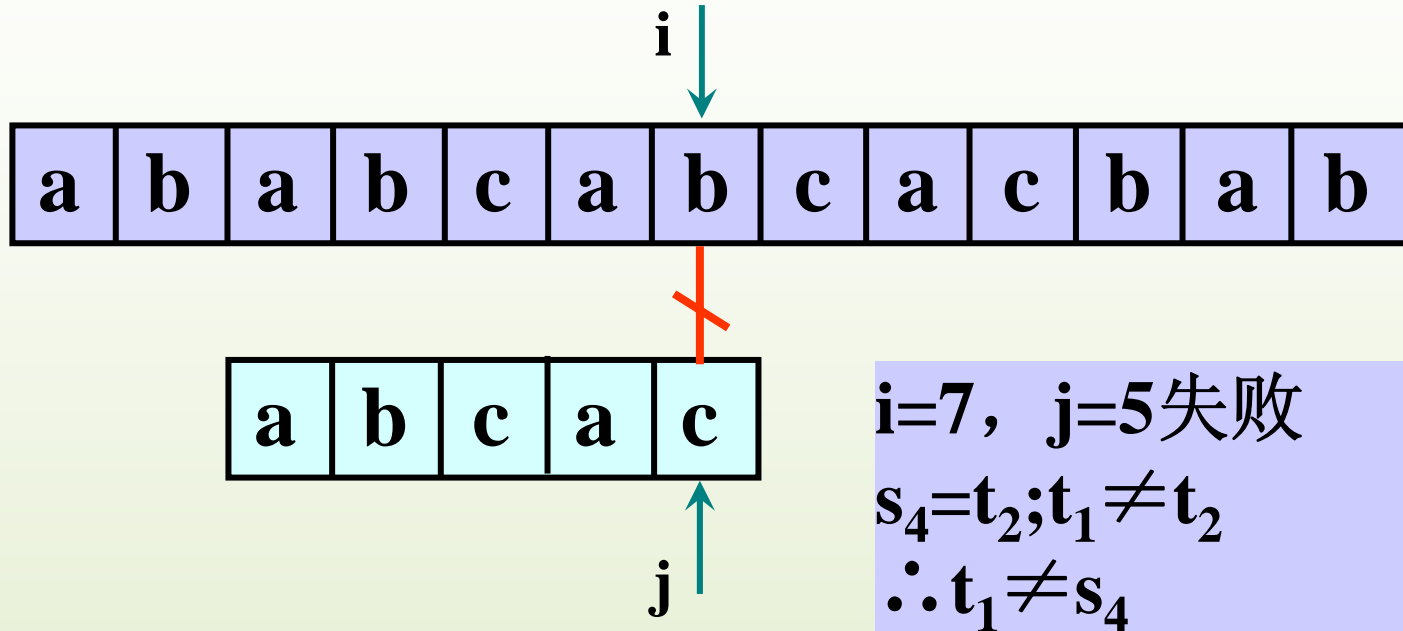 i
a b a b c a b c a c b a b
a b c a c
i=7，j=5失败
s₄=t₂;t₁≠t₂
j
∴t₁≠s₄